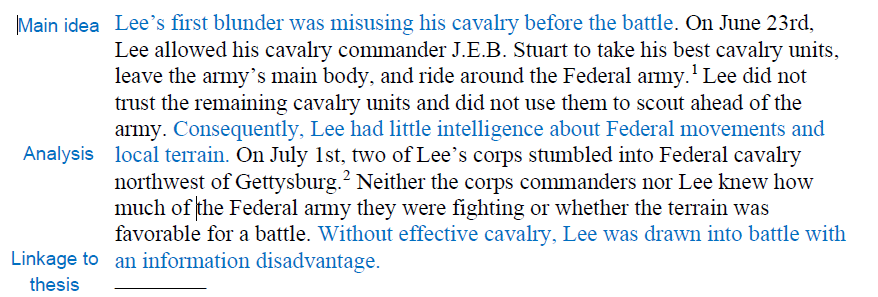 Main idea Lee’s first blunder was misusing his cavalry before the battle. On June 23rd,
Lee allowed his cavalry commander J.E.B. Stuart to take his best cavalry units,
leave the army’s main body, and ride around the Federal army.¹ Lee did not
trust the remaining cavalry units and did not use them to scout ahead of the
army. Consequently, Lee had little intelligence about Federal movements and
Analysis local terrain. On July 1st, two of Lee’s corps stumbled into Federal cavalry
northwest of Gettysburg.² Neither the corps commanders nor Lee knew how
much of the Federal army they were fighting or whether the terrain was
favorable for a battle. Without effective cavalry, Lee was drawn into battle with
Linkage to an information disadvantage.
thesis